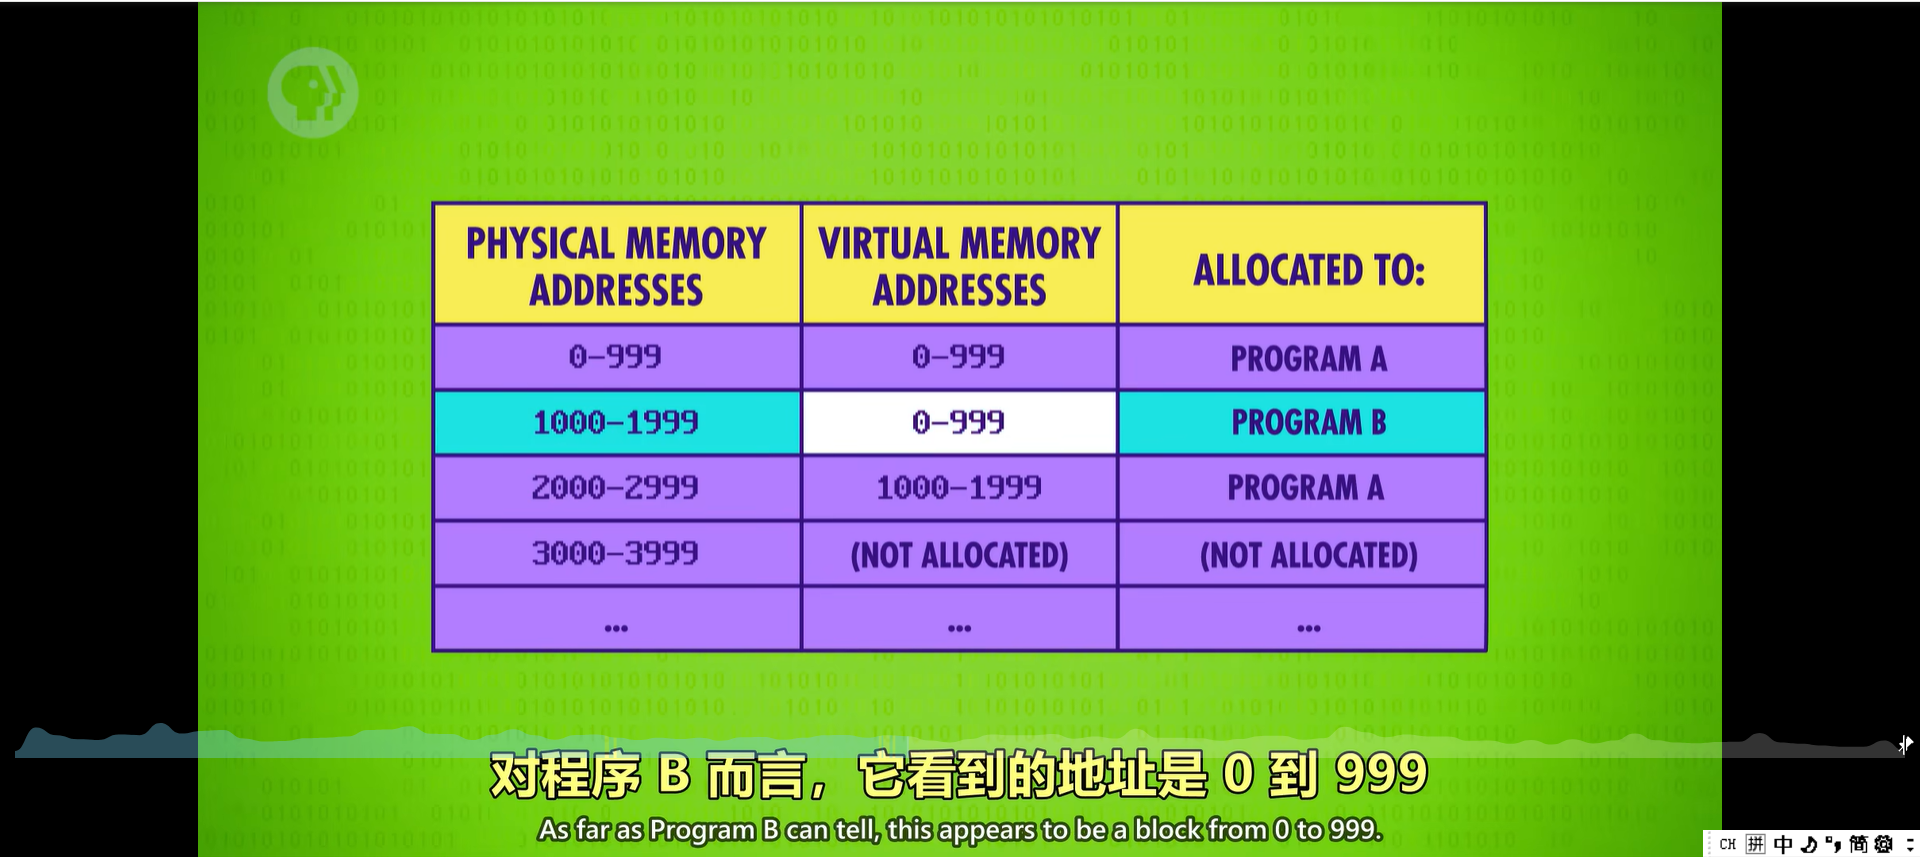 PHYSICAL MEMORY
ADDRESSES
VIRTUAL MEMORY
ADDRESSES
ALLOCATED TO:
0-999
0-999
PROGRAM A
1000-1999
0-999
PROGRAM B
2000-2999
1000-1999
PROGRAM A
3000-3999
(NOT ALLOCATED)
(NOT ALLOCATED)
...
...
...
对程序 B 而言，它看到的地址是 0 到 999
As far as Program B can tell, this appears to be a block from 0 to 999.
CH 拼 中 简